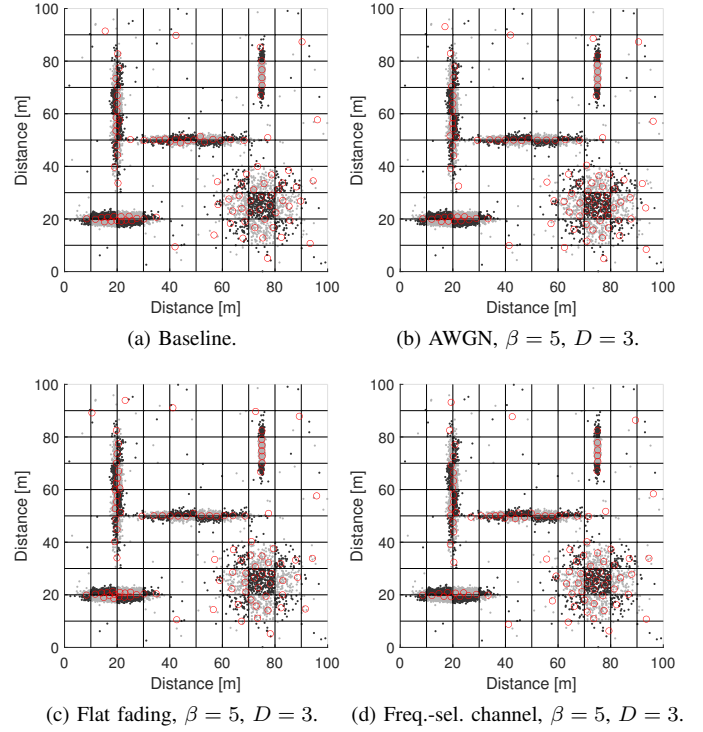 100
80
60
40
20
0
Distance [m]
0 20 40 60 80 100
Distance [m]
(a) Baseline.
100
80
60
40
20
0
Distance [m]
0 20 40 60 80 100
Distance [m]
(b) AWGN, β = 5, D = 3.
100
80
60
40
20
0
Distance [m]
0 20 40 60 80 100
Distance [m]
(c) Flat fading, β = 5, D = 3.
100
80
60
40
20
0
Distance [m]
0 20 40 60 80 100
Distance [m]
(d) Freq.-sel. channel, β = 5, D = 3.